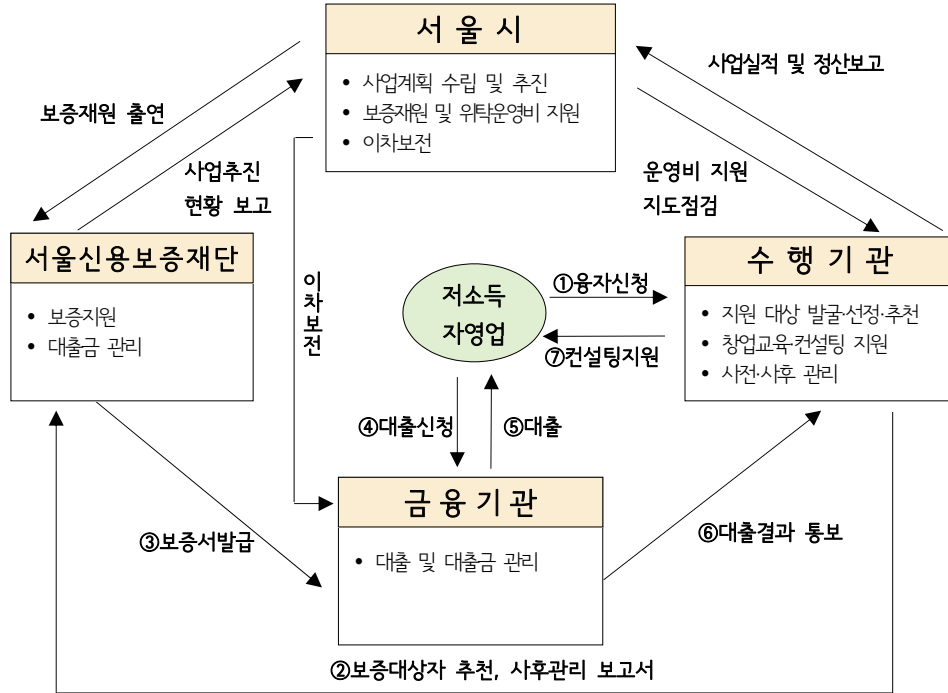 서울시
• 사업계획 수립 및 추진
• 보증재원 및 위탁운영비 지원
• 이차보전
보증재원 출연
사업추진
현황 보고
사업실적 및 정산보고
운영비 지원
지도점검
서울신용보증재단
• 보증지원
• 대출금 관리
이차보전
저소득
자영업
①융자신청
⑦컨설팅지원
수행기관
• 지원 대상 발굴·선정·추천
• 창업교육·컨설팅 지원
• 사전·사후 관리
④대출신청
⑤대출
③보증서발급
금융기관
• 대출 및 대출금 관리
⑥대출결과 통보
②보증대상자 추천, 사후관리 보고서